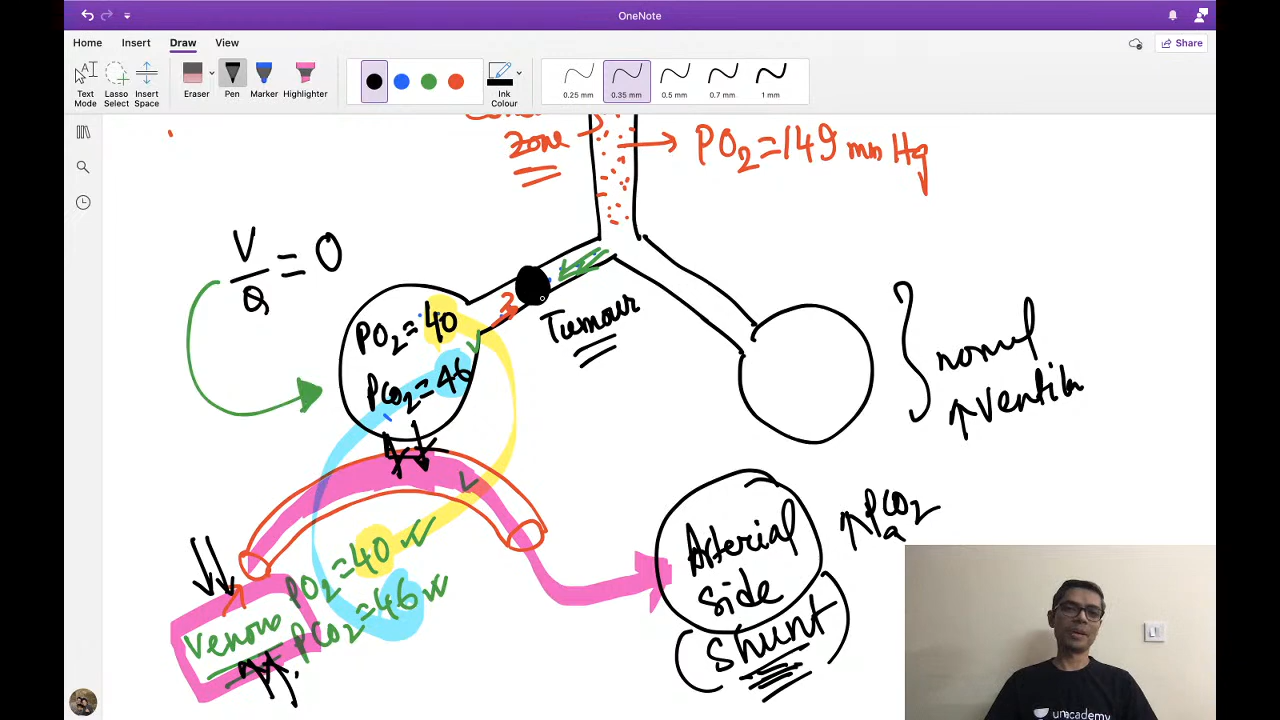 OneNote
Home Insert Draw View
Share
Text Mode
Lasso Select
Insert Space
Eraser
Pen
Marker
Highlighter
Ink Colour
0.25 mm 0.35 mm 0.5 mm 0.7 mm 1 mm
zone
PO2=149 mm Hg
V/Q = 0
PO2=40
PCO2=46
Tumour
normal
↑ ventila
Venous
PO2=40
PCO2=46
Arterial
side
(shunt)
↑PaCO2
unacademy